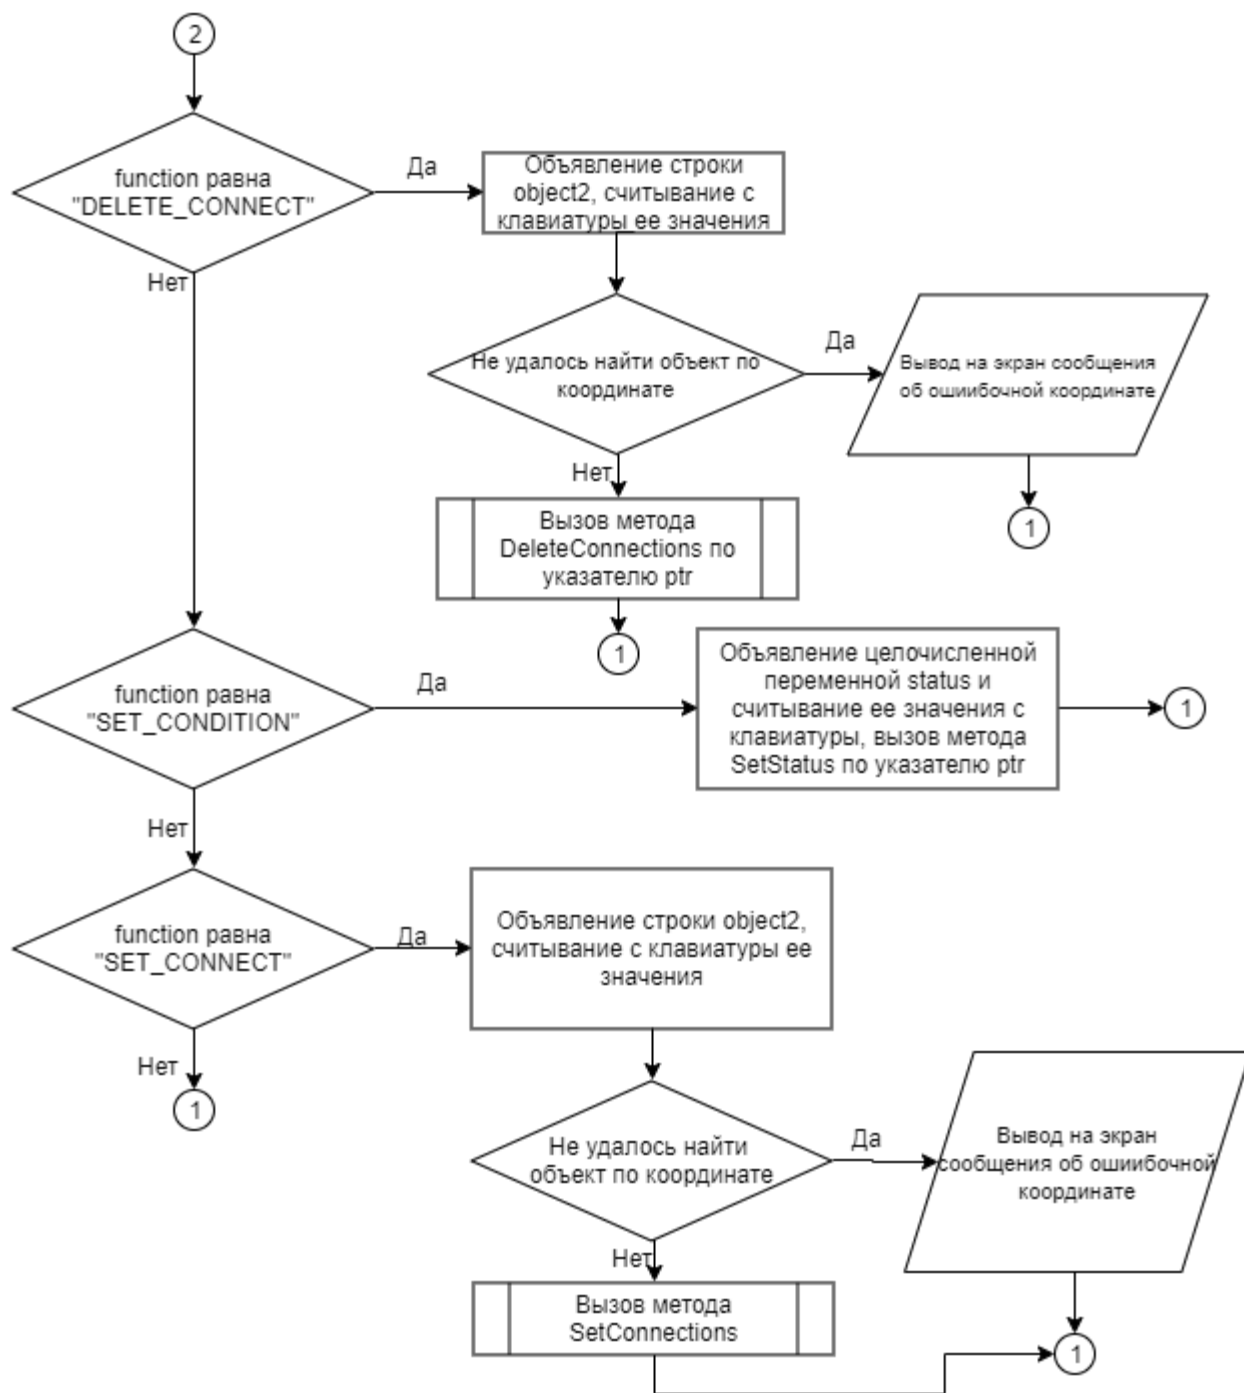 2
function равна
"DELETE_CONNECT"
Да
Объявление строки
object2, считывание с
клавиатуры ее значения
Нет
Не удалось найти объект по
координате
Да
Вывод на экран сообщения
об ошиибочной координате
Нет
1
Вызов метода
DeleteConnections по
указателю ptr
1
function равна
"SET_CONDITION"
Да
Объявление целочисленной
переменной status и
считывание ее значения с
клавиатуры, вызов метода
SetStatus по указателю ptr
1
Нет
function равна
"SET_CONNECT"
Да
Объявление строки object2,
считывание с клавиатуры ее
значения
Нет
1
Не удалось найти
объект по координате
Да
Вывод на экран
сообщения об ошиибочной
координате
Нет
Вызов метода
SetConnections
1